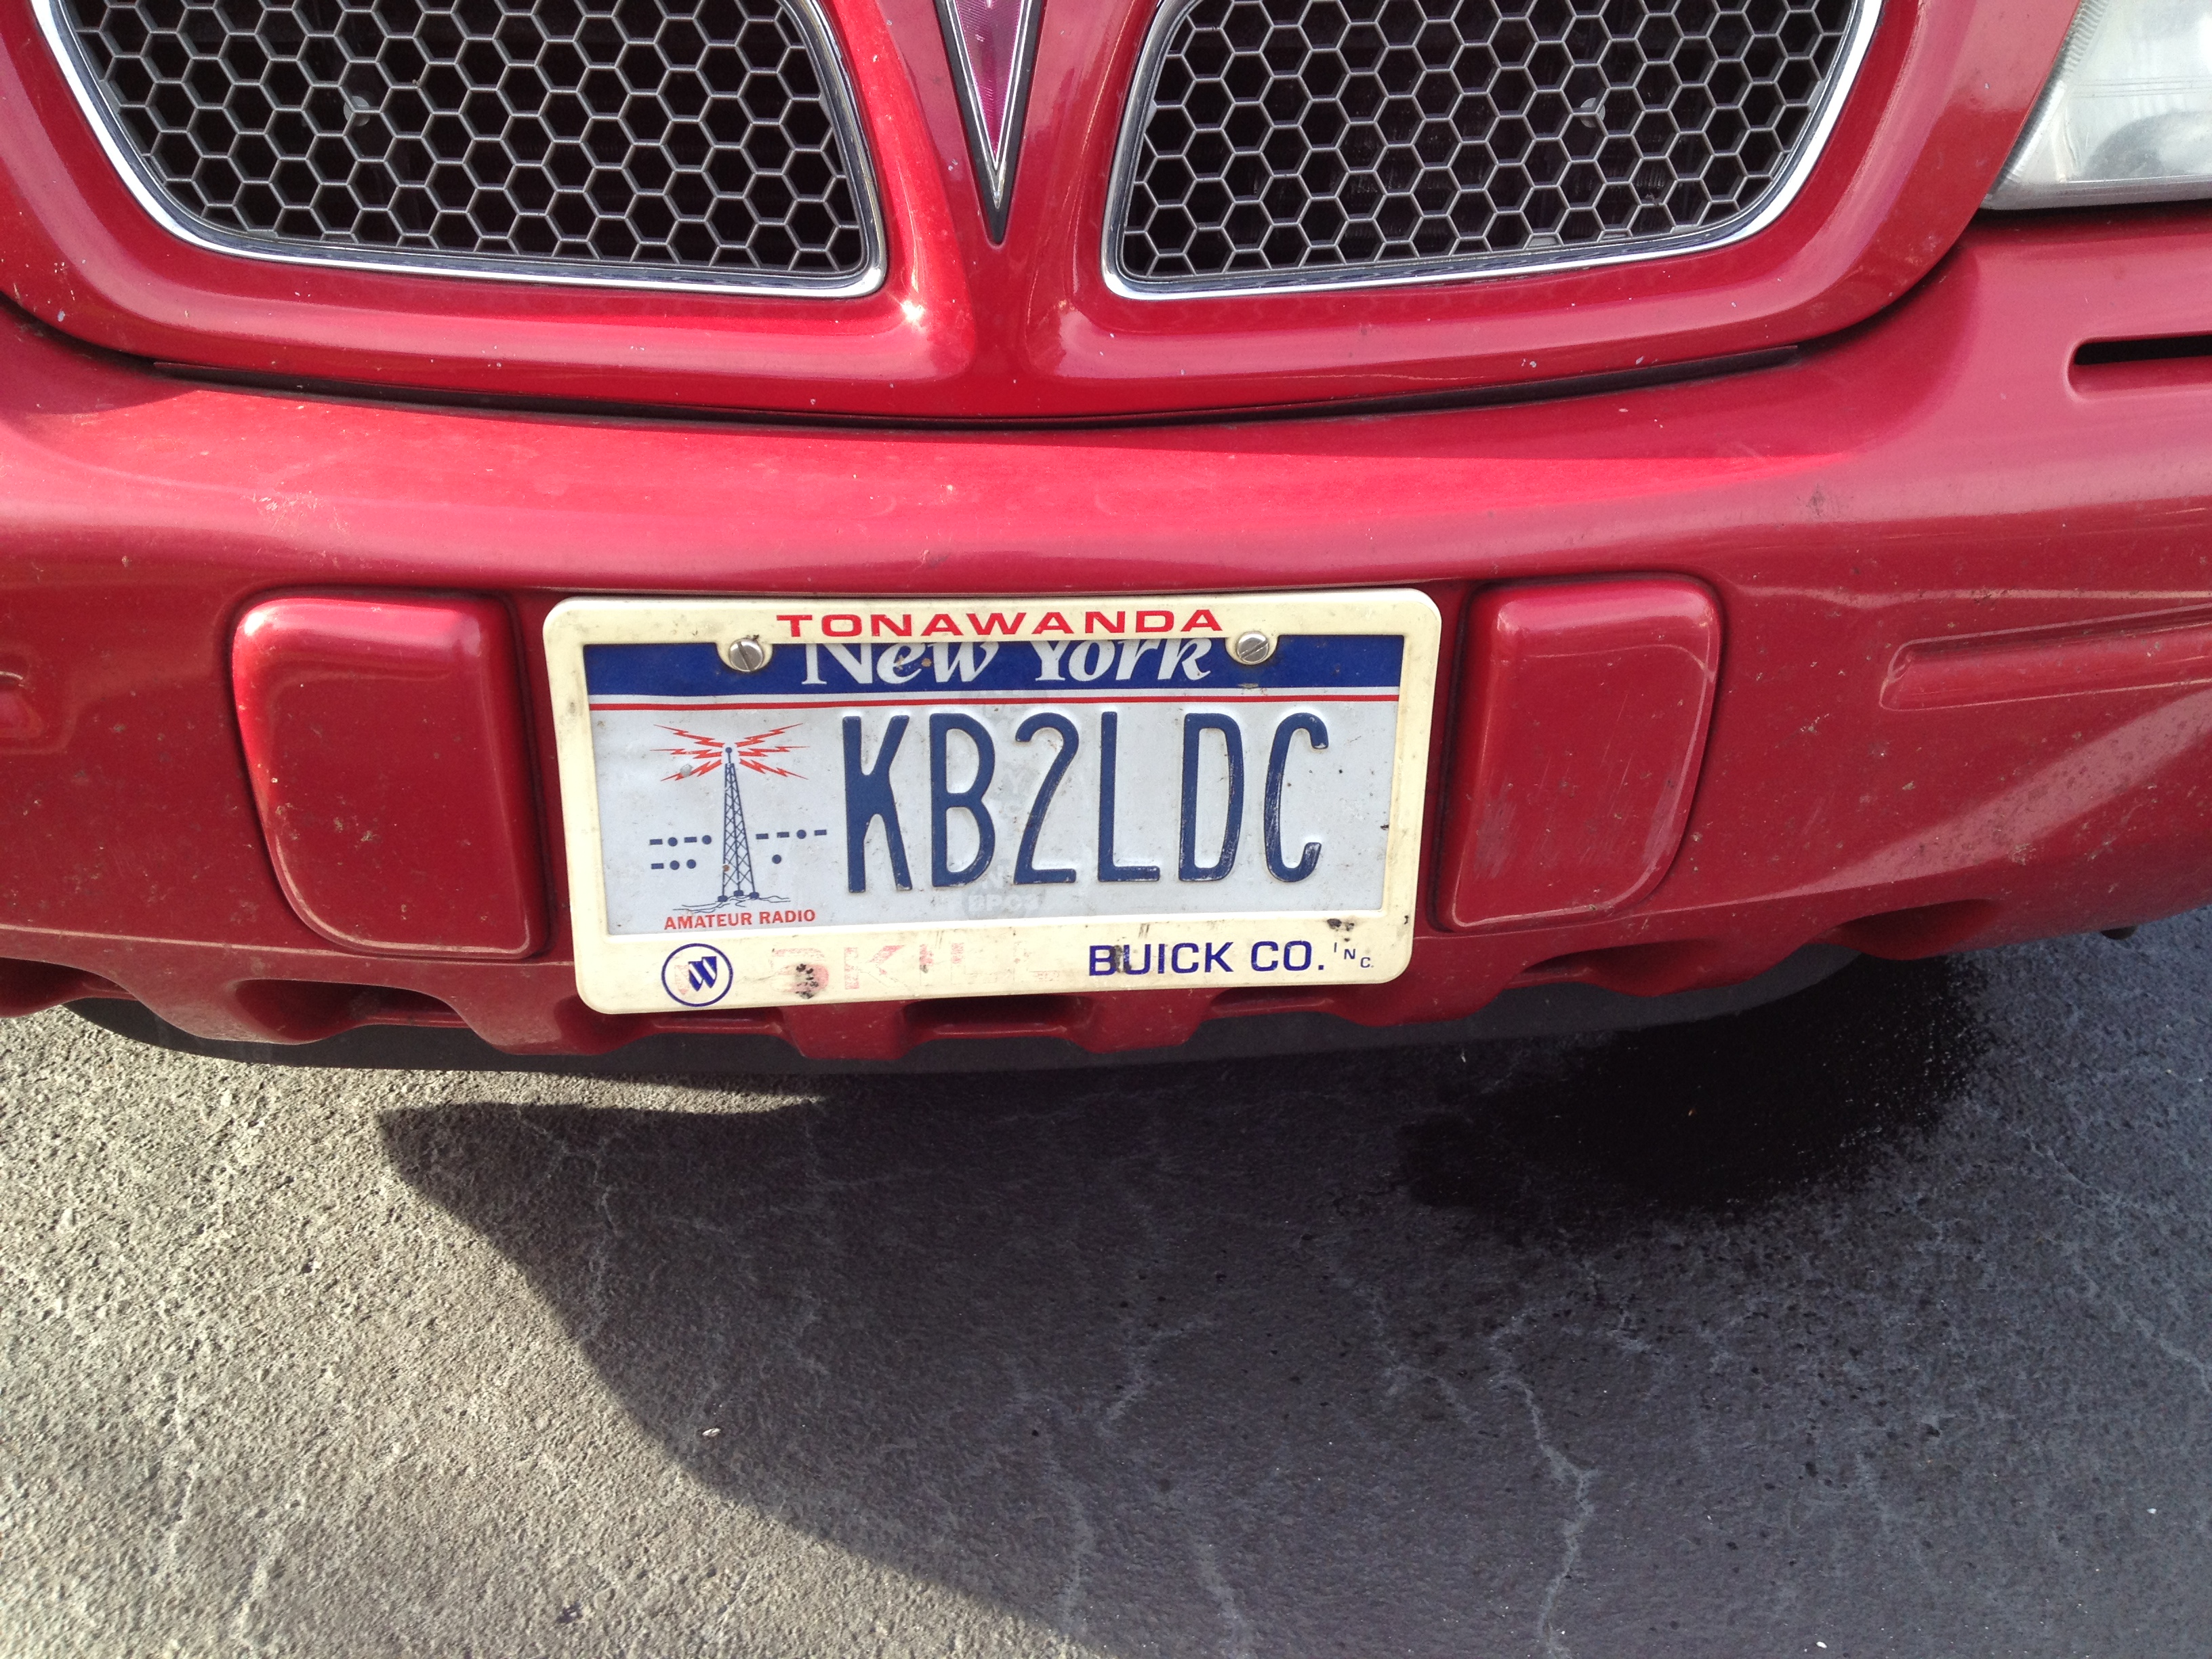 TONAWANDA
New York
KB2LDC
AMATEUR RADIO
W
BUICK CO. INC.